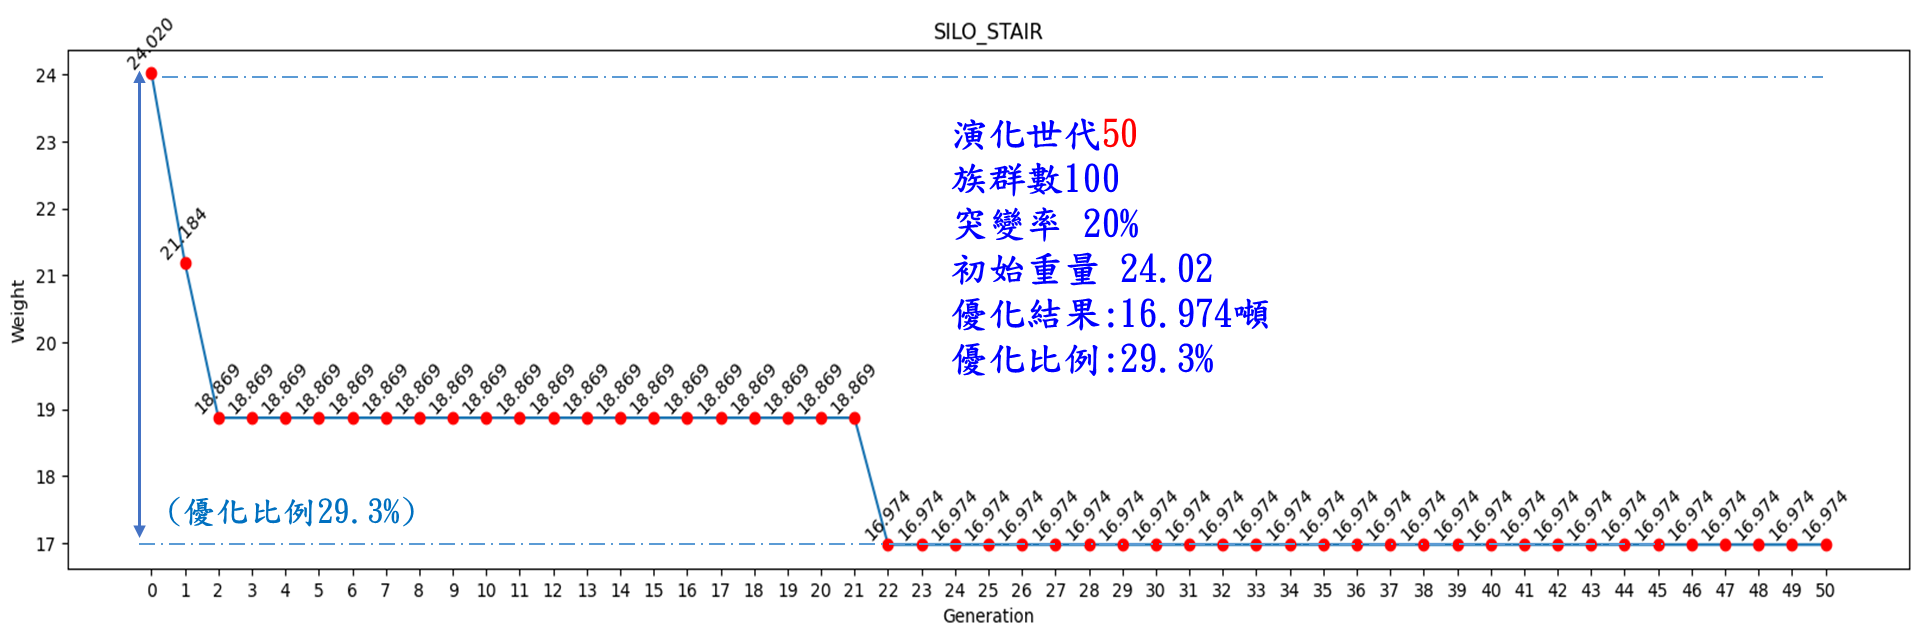 SILO_STAIR
24.020
21.184
18.869 18.869 18.869 18.869 18.869 18.869 18.869 18.869 18.869 18.869 18.869 18.869 18.869 18.869 18.869 18.869 18.869 18.869 18.869 18.869
16.974 16.974 16.974 16.974 16.974 16.974 16.974 16.974 16.974 16.974 16.974 16.974 16.974 16.974 16.974 16.974 16.974 16.974 16.974 16.974 16.974 16.974 16.974 16.974 16.974 16.974 16.974 16.974 16.974
演化世代50
族群數100
突變率 20%
初始重量 24.02
優化結果:16.974噸
優化比例:29.3%
(優化比例29.3%)
Weight
24
23
22
21
20
19
18
17
0 1 2 3 4 5 6 7 8 9 10 11 12 13 14 15 16 17 18 19 20 21 22 23 24 25 26 27 28 29 30 31 32 33 34 35 36 37 38 39 40 41 42 43 44 45 46 47 48 49 50
Generation